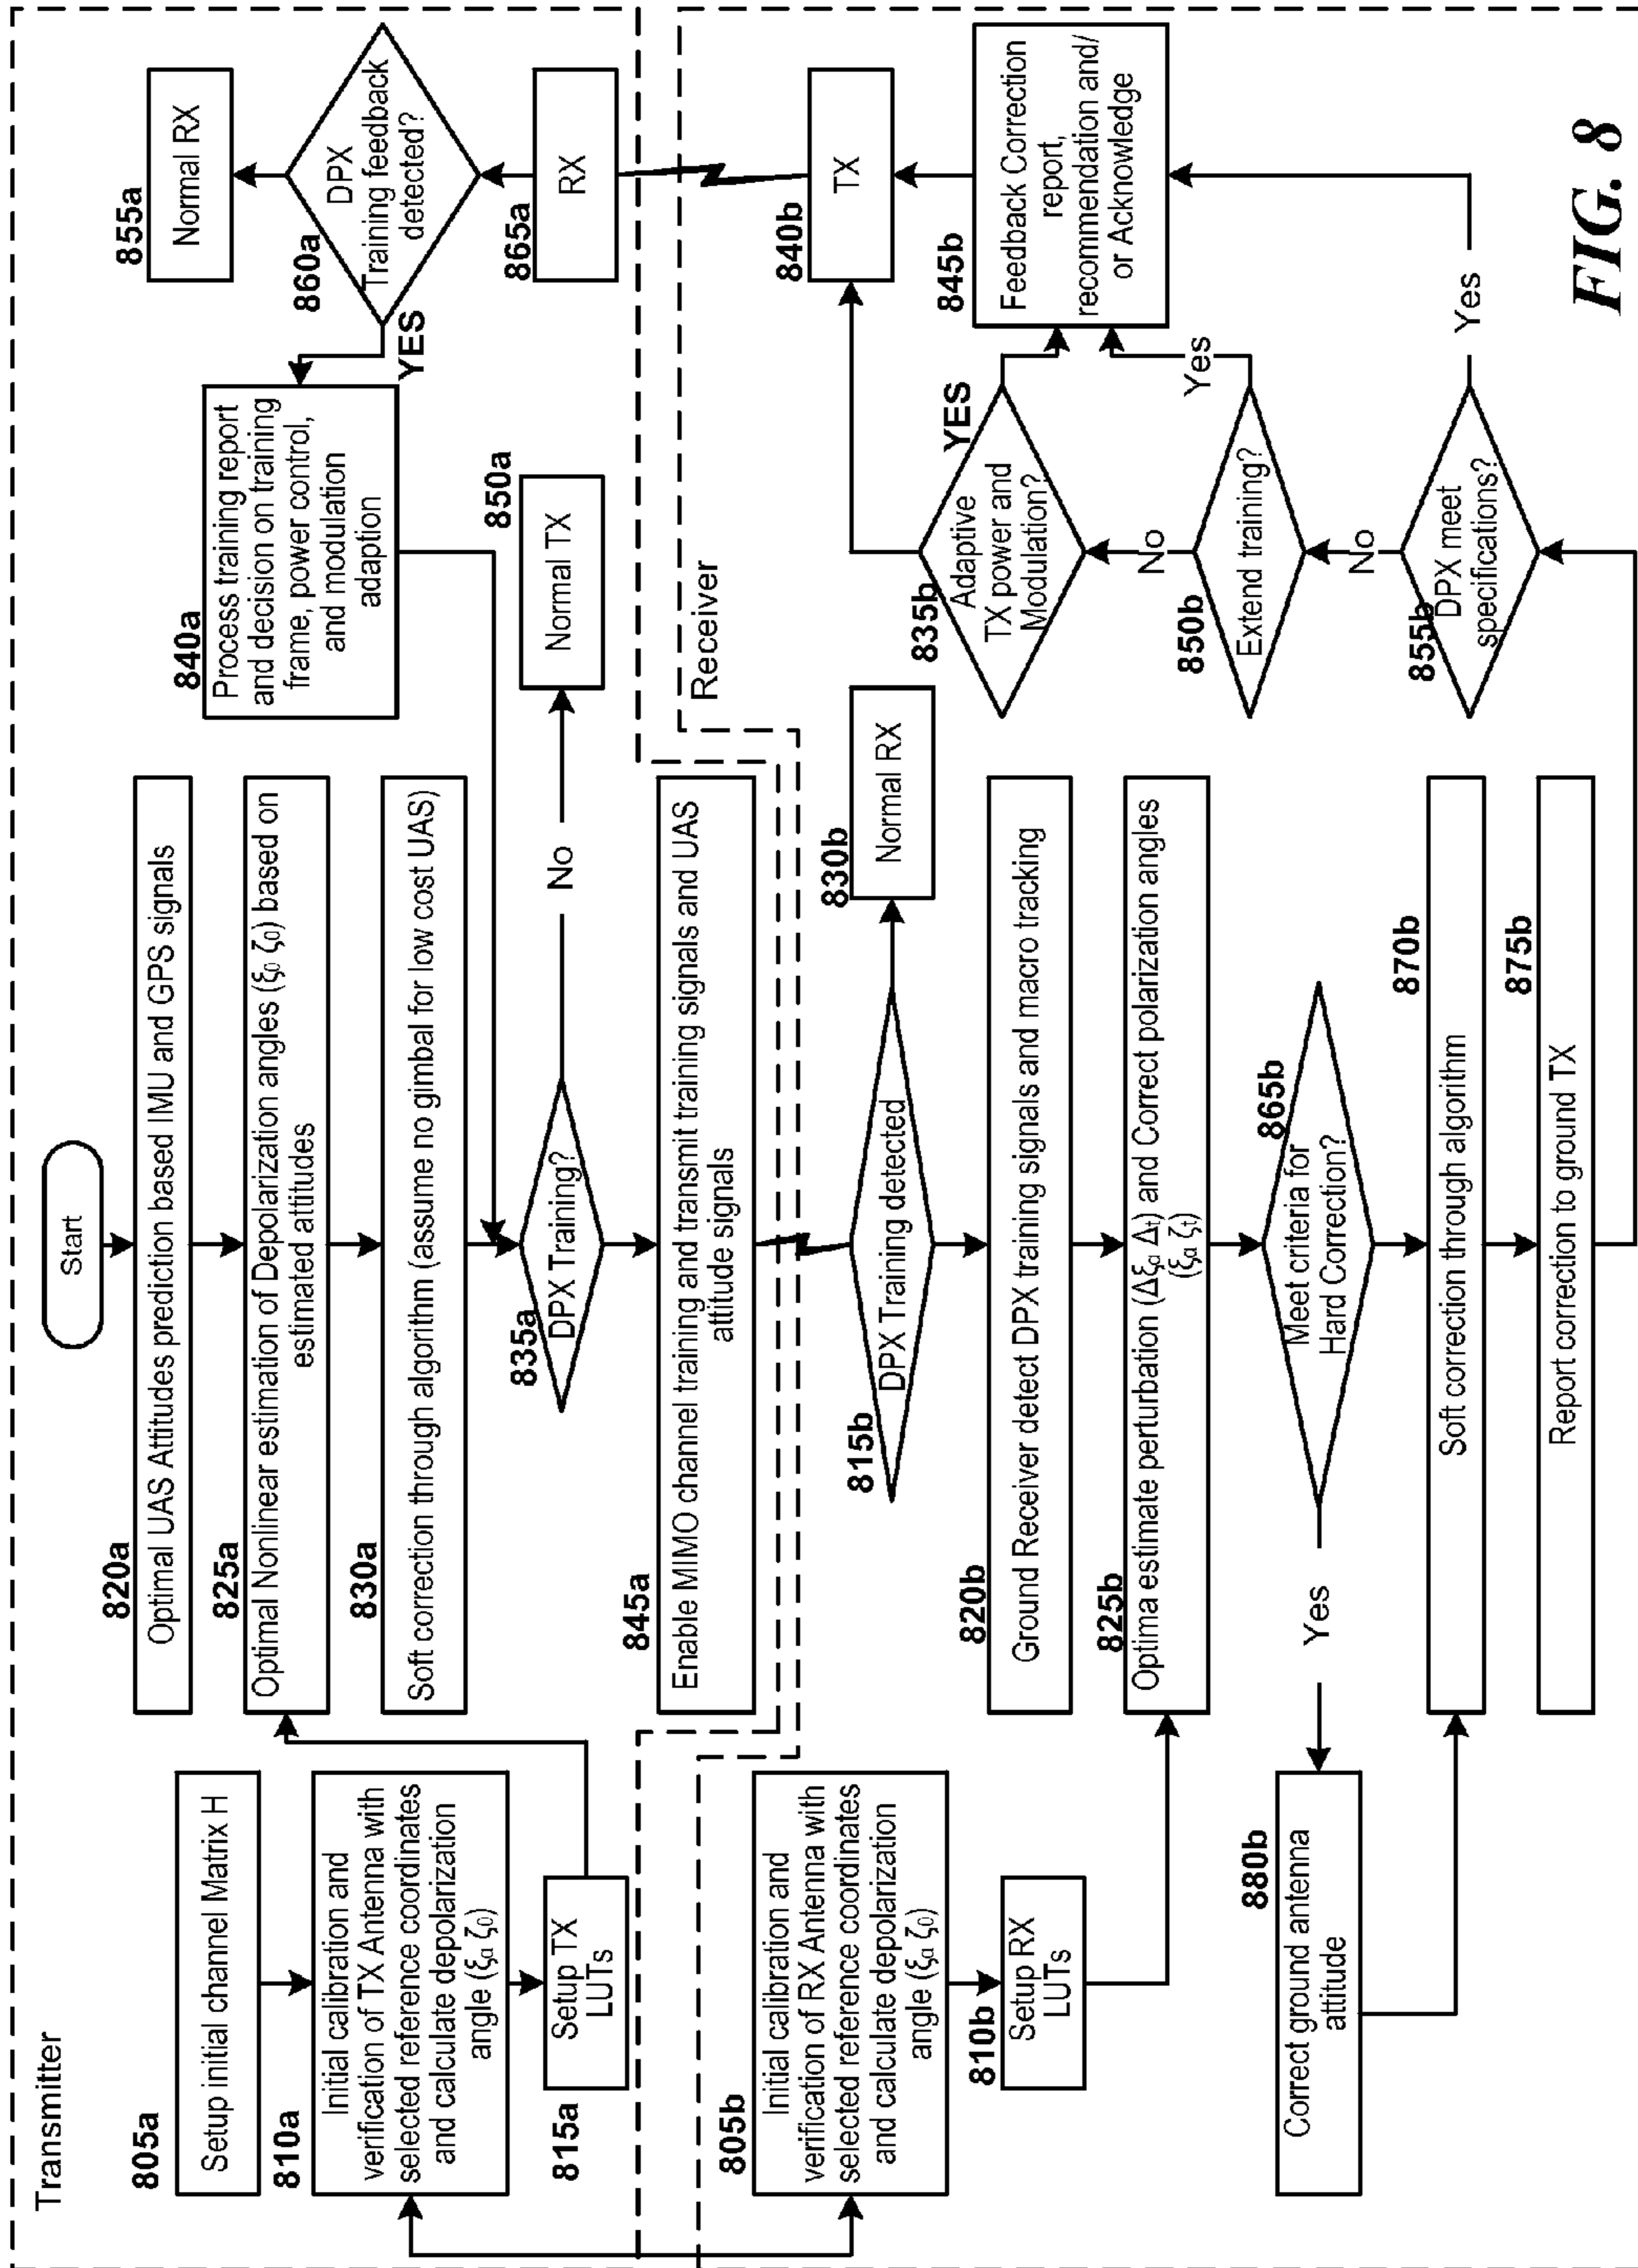 Transmitter
805a
Setup initial channel Matrix H
810a
Initial calibration and
verification of TX Antenna with
selected reference coordinates
and calculate depolarization
angle (ξα ζ0)
815a
Setup TX
LUTs
Start
820a
Optimal UAS Attitudes prediction based IMU and GPS signals
825a
Optimal Nonlinear estimation of Depolarization angles (ξ0 ζ0) based on
estimated attitudes
830a
Soft correction through algorithm (assume no gimbal for low cost UAS)
835a
DPX Training?
No
845a
Enable MIMO channel training and transmit training signals and UAS
attitude signals
840a
Process training report
and decision on training
frame, power control,
and modulation
adaption
850a
Normal TX
855a
Normal RX
860a
DPX
Training feedback
detected?
YES
865a
RX
Receiver
805b
Initial calibration and
verification of RX Antenna with
selected reference coordinates
and calculate depolarization
angle (ξα ζ0)
810b
Setup RX
LUTs
815b
DPX Training detected
830b
Normal RX
820b
Ground Receiver detect DPX training signals and macro tracking
825b
Optima estimate perturbation (Δξα Δt) and Correct polarization angles
(ξα ζt)
865b
Meet criteria for
Hard Correction?
Yes
880b
Correct ground antenna
attitude
870b
Soft correction through algorithm
875b
Report correction to ground TX
835b
Adaptive
TX power and
Modulation?
YES
No
850b
Extend training?
Yes
No
855b
DPX meet
specifications?
Yes
840b
TX
845b
Feedback Correction
report,
recommendation and/
or Acknowledge
FIG. 8